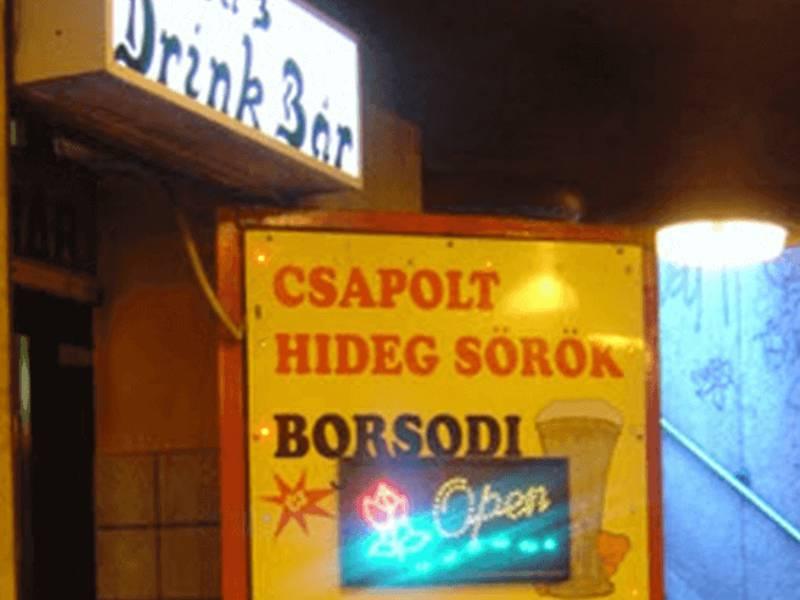 Drink Bár
CSAPOLT
HIDEG SÖRÖK
BORSODI
Open